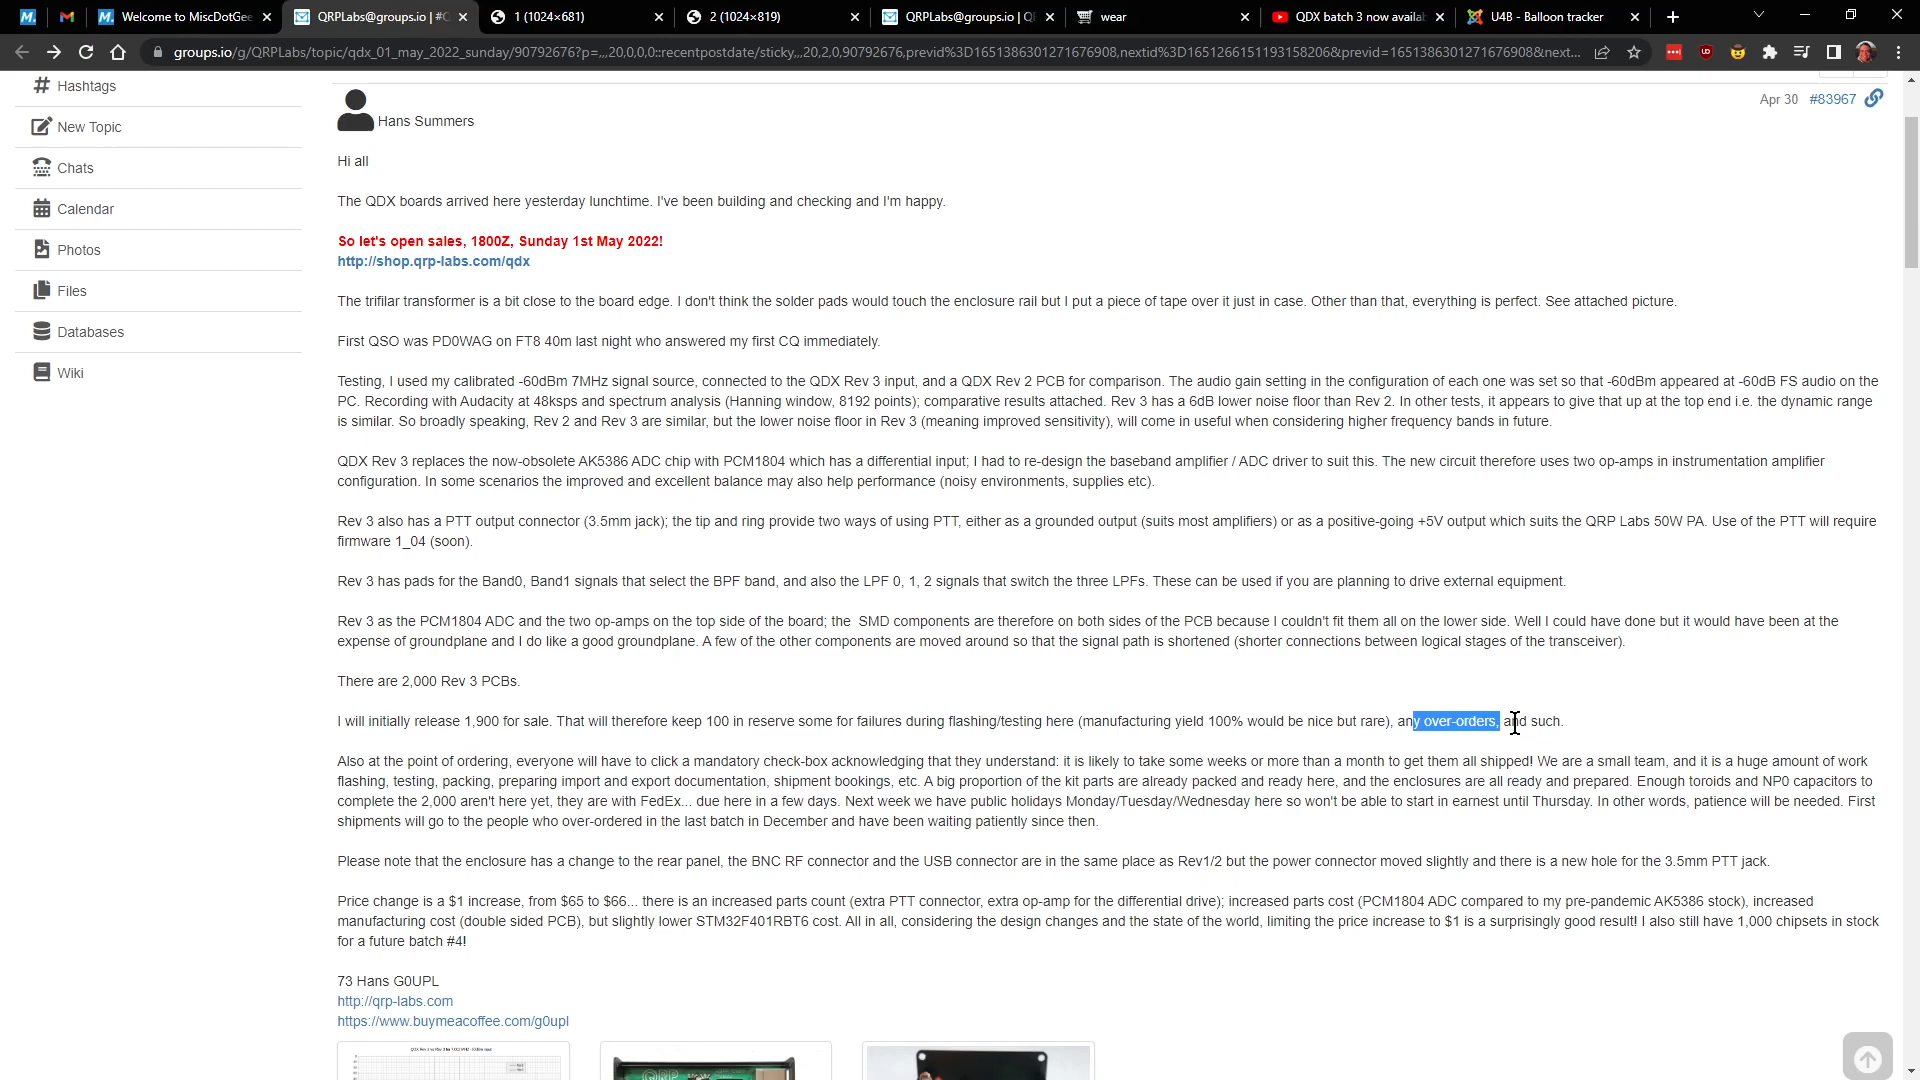 Welcome to MiscDotGee
QRPLabs@groups.io | #Q
1 (1024×681)
2 (1024×819)
QRPLabs@groups.io | QF
wear
QDX batch 3 now availa
U4B - Balloon tracker
groups.io/g/QRPLabs/topic/qdx_01_may_2022_sunday/90792676?p=,,,20,0,0,0::recentpostdate/sticky,,,20,2,0,90792676,previd%3D1651386301271676908,nextid%3D1651266151193158206&previd=1651386301271676908&next...
Hashtags
New Topic
Chats
Calendar
Photos
Files
Databases
Wiki
Hans Summers
Apr 30 #83967
Hi all
The QDX boards arrived here yesterday lunchtime. I've been building and checking and I'm happy.
So let's open sales, 1800Z, Sunday 1st May 2022!
http://shop.qrp-labs.com/qdx
The trifilar transformer is a bit close to the board edge. I don't think the solder pads would touch the enclosure rail but I put a piece of tape over it just in case. Other than that, everything is perfect. See attached picture.
First QSO was PD0WAG on FT8 40m last night who answered my first CQ immediately.
Testing, I used my calibrated -60dBm 7MHz signal source, connected to the QDX Rev 3 input, and a QDX Rev 2 PCB for comparison. The audio gain setting in the configuration of each one was set so that -60dBm appeared at -60dB FS audio on the
PC. Recording with Audacity at 48ksps and spectrum analysis (Hanning window, 8192 points); comparative results attached. Rev 3 has a 6dB lower noise floor than Rev 2. In other tests, it appears to give that up at the top end i.e. the dynamic range
is similar. So broadly speaking, Rev 2 and Rev 3 are similar, but the lower noise floor in Rev 3 (meaning improved sensitivity), will come in useful when considering higher frequency bands in future.
QDX Rev 3 replaces the now-obsolete AK5386 ADC chip with PCM1804 which has a differential input; I had to re-design the baseband amplifier / ADC driver to suit this. The new circuit therefore uses two op-amps in instrumentation amplifier
configuration. In some scenarios the improved and excellent balance may also help performance (noisy environments, supplies etc).
Rev 3 also has a PTT output connector (3.5mm jack); the tip and ring provide two ways of using PTT, either as a grounded output (suits most amplifiers) or as a positive-going +5V output which suits the QRP Labs 50W PA. Use of the PTT will require
firmware 1_04 (soon).
Rev 3 has pads for the Band0, Band1 signals that select the BPF band, and also the LPF 0, 1, 2 signals that switch the three LPFs. These can be used if you are planning to drive external equipment.
Rev 3 as the PCM1804 ADC and the two op-amps on the top side of the board; the  SMD components are therefore on both sides of the PCB because I couldn't fit them all on the lower side. Well I could have done but it would have been at the
expense of groundplane and I do like a good groundplane. A few of the other components are moved around so that the signal path is shortened (shorter connections between logical stages of the transceiver).
There are 2,000 Rev 3 PCBs.
I will initially release 1,900 for sale. That will therefore keep 100 in reserve some for failures during flashing/testing here (manufacturing yield 100% would be nice but rare), any over-orders, and such.
Also at the point of ordering, everyone will have to click a mandatory check-box acknowledging that they understand: it is likely to take some weeks or more than a month to get them all shipped! We are a small team, and it is a huge amount of work
flashing, testing, packing, preparing import and export documentation, shipment bookings, etc. A big proportion of the kit parts are already packed and ready here, and the enclosures are all ready and prepared. Enough toroids and NP0 capacitors to
complete the 2,000 aren't here yet, they are with FedEx... due here in a few days. Next week we have public holidays Monday/Tuesday/Wednesday here so won't be able to start in earnest until Thursday. In other words, patience will be needed. First
shipments will go to the people who over-ordered in the last batch in December and have been waiting patiently since then.
Please note that the enclosure has a change to the rear panel, the BNC RF connector and the USB connector are in the same place as Rev1/2 but the power connector moved slightly and there is a new hole for the 3.5mm PTT jack.
Price change is a $1 increase, from $65 to $66... there is an increased parts count (extra PTT connector, extra op-amp for the differential drive); increased parts cost (PCM1804 ADC compared to my pre-pandemic AK5386 stock), increased
manufacturing cost (double sided PCB), but slightly lower STM32F401RBT6 cost. All in all, considering the design changes and the state of the world, limiting the price increase to $1 is a surprisingly good result! I also still have 1,000 chipsets in stock
for a future batch #4!
73 Hans G0UPL
http://qrp-labs.com
https://www.buymeacoffee.com/g0upl
QRP